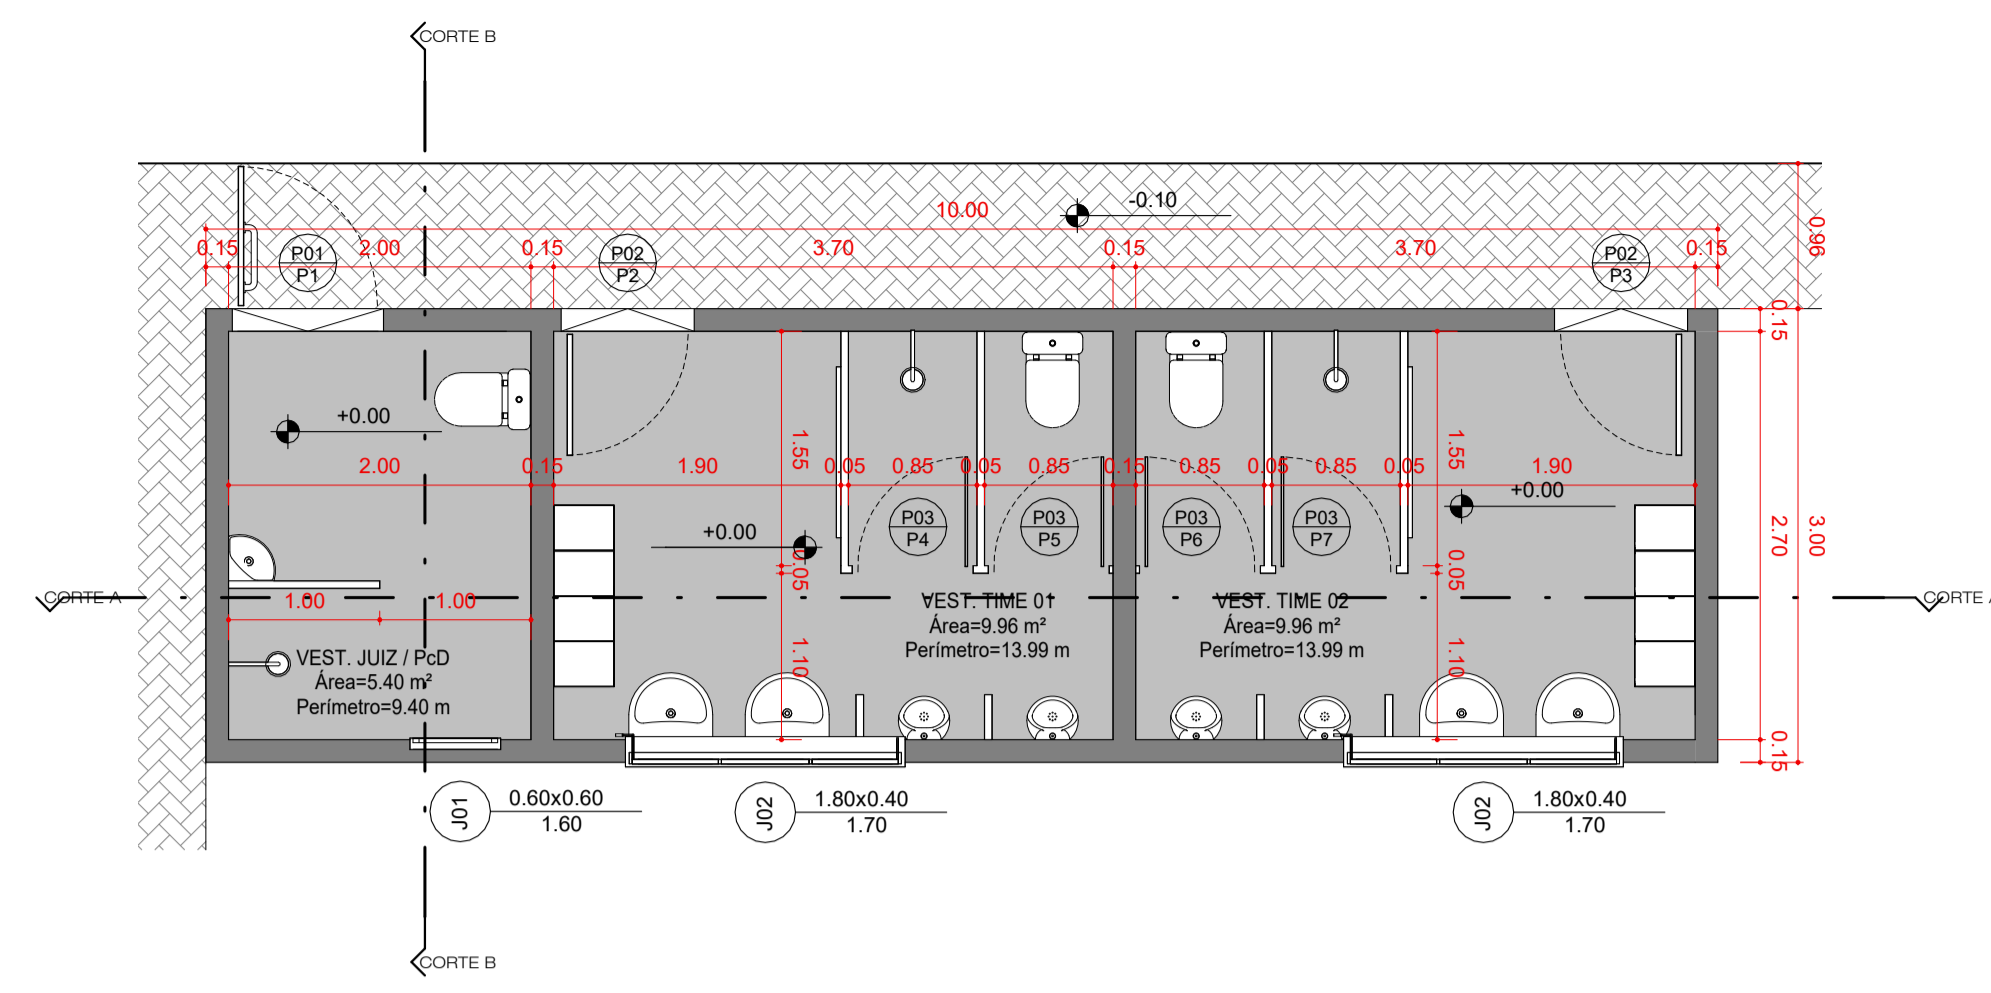 CORTE B
-0.10
10.00
0.96
0.15
P01
P1
2.00
0.15
P02
P2
3.70
0.15
3.70
P02
P3
0.15
0.15
+0.00
1.55
1.55
2.00
0.15
1.90
0.05
0.85
0.05
0.85
0.15
0.85
0.05
0.85
0.05
1.90
+0.00
P03
P4
P03
P5
P03
P6
P03
P7
+0.00
2.70
3.00
0.05
0.05
CORTE A
CORTE
1.00
1.00
VEST. TIME 01
Área=9.96 m²
Perímetro=13.99 m
VEST. TIME 02
Área=9.96 m²
Perímetro=13.99 m
1.10
1.10
VEST. JUIZ / PcD
Área=5.40 m²
Perímetro=9.40 m
0.15
J01
0.60x0.60
1.60
J02
1.80x0.40
1.70
J02
1.80x0.40
1.70
CORTE B